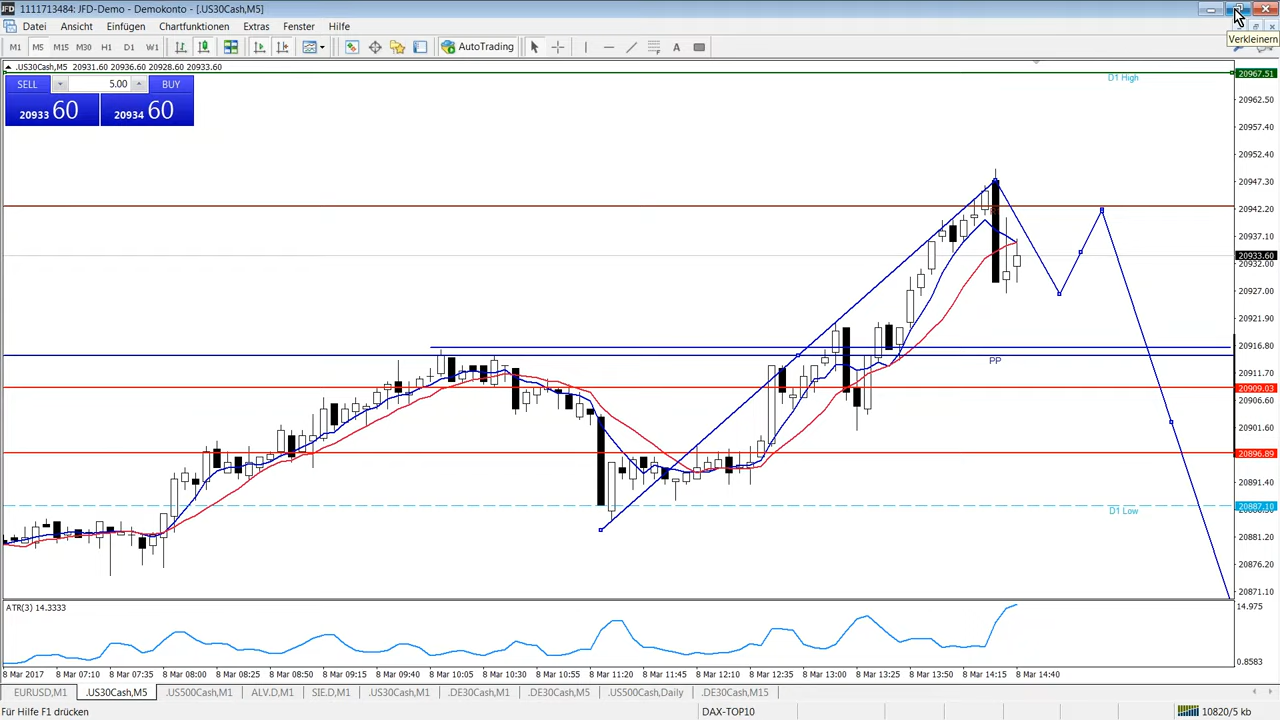 1111713484: JFD-Demo - Demokonto - [.US30Cash,M5]
Datei Ansicht Einfügen Chartfunktionen Extras Fenster Hilfe
Verkleinern
M1 M5 M15 M30 H1 D1 W1 AutoTrading A
.US30Cash,M5 20931.60 20936.60 20928.60 20933.60
SELL 5.00 BUY
20933 60 20934 60
D1 High
20967.51
20962.50
20957.40
20952.40
20947.30
20942.20
20937.10
20933.60
20932.00
20927.00
20921.90
20916.80
PP
20911.70
20909.03
20906.60
20901.60
20896.89
20891.40
D1 Low
20887.10
20881.20
20876.20
20871.10
ATR(3) 14.3333
14.975
0.8583
8 Mar 2017 8 Mar 07:10 8 Mar 07:35 8 Mar 08:00 8 Mar 08:25 8 Mar 08:50 8 Mar 09:15 8 Mar 09:40 8 Mar 10:05 8 Mar 10:30 8 Mar 10:55 8 Mar 11:20 8 Mar 11:45 8 Mar 12:10 8 Mar 12:35 8 Mar 13:00 8 Mar 13:25 8 Mar 13:50 8 Mar 14:15 8 Mar 14:40
EURUSD,M1 .US30Cash,M5 .US500Cash,M1 ALV.D,M1 SIE.D,M1 .US30Cash,M1 .DE30Cash,M1 .DE30Cash,M5 .US500Cash,Daily .DE30Cash,M15
Für Hilfe F1 drücken DAX-TOP10 10820/5 kb